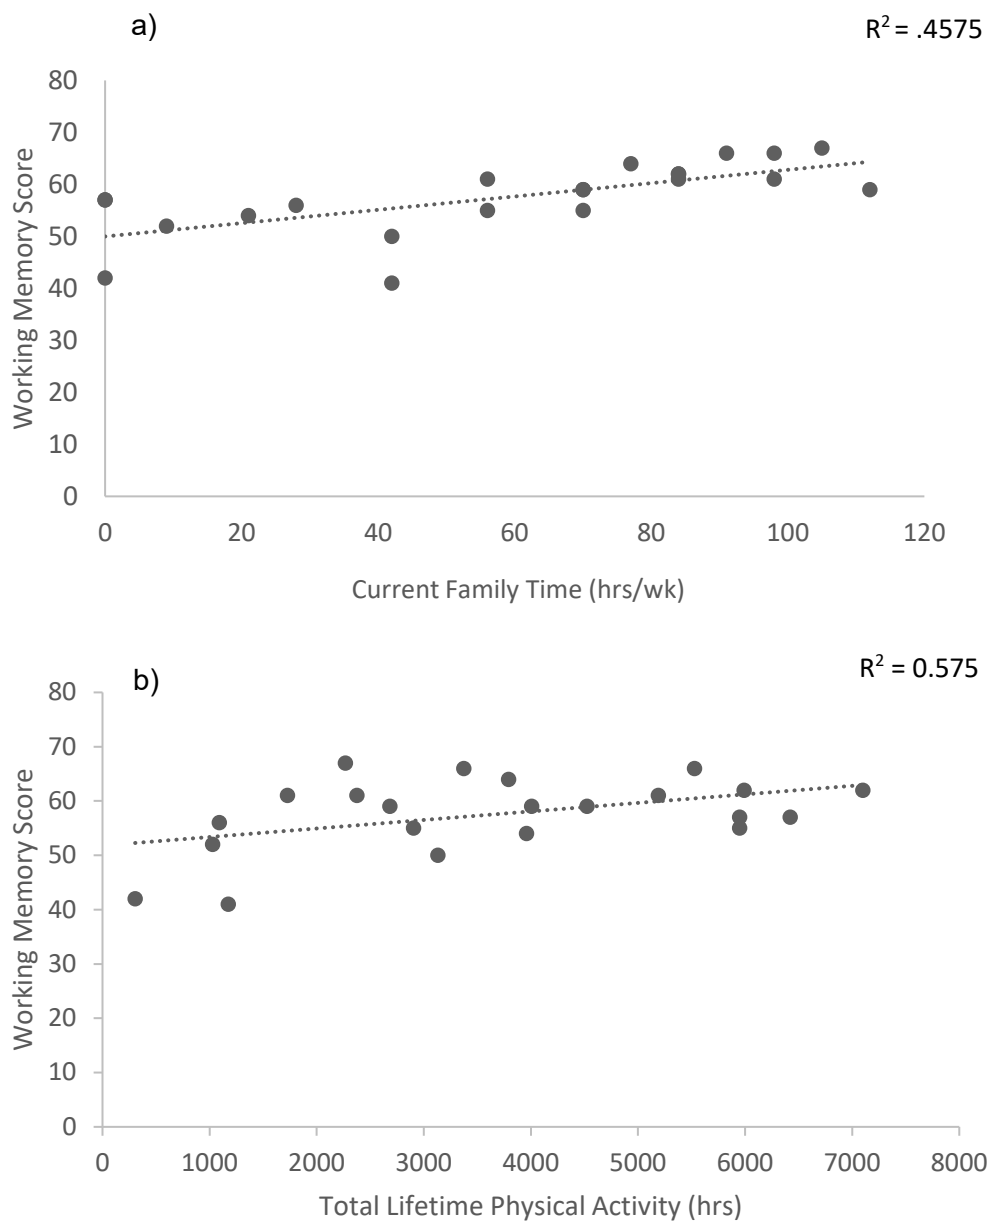 a)
R² = .4575
80
70
60
50
40
30
20
10
0
Working Memory Score
0 20 40 60 80 100 120
Current Family Time (hrs/wk)
b)
R² = 0.575
80
70
60
50
40
30
20
10
0
Working Memory Score
0 1000 2000 3000 4000 5000 6000 7000 8000
Total Lifetime Physical Activity (hrs)